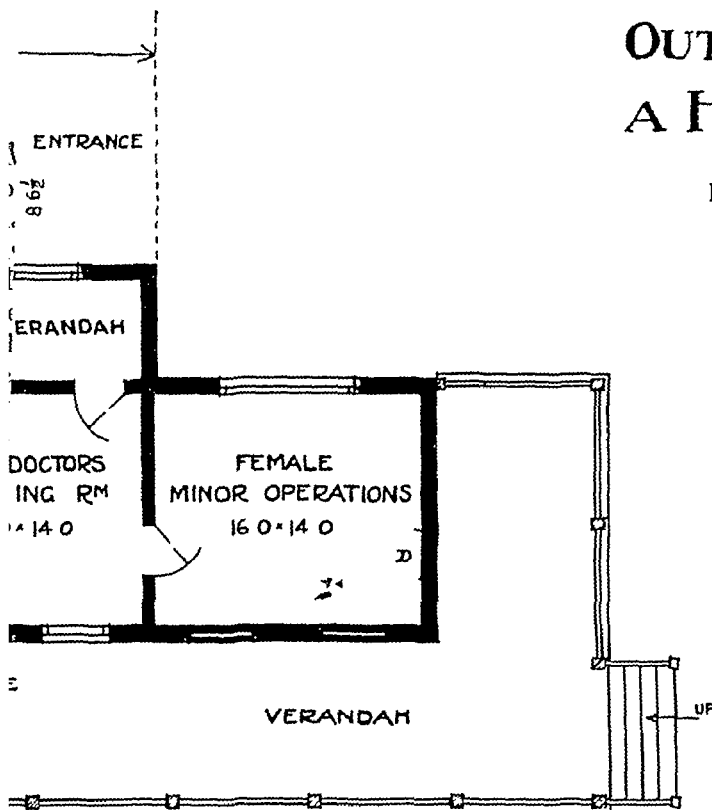 OUT
A H
ENTRANCE
ERANDAH
DOCTORS
ING RM
× 14 0
FEMALE
MINOR OPERATIONS
16 0 × 14 0
D
VERANDAH
UP